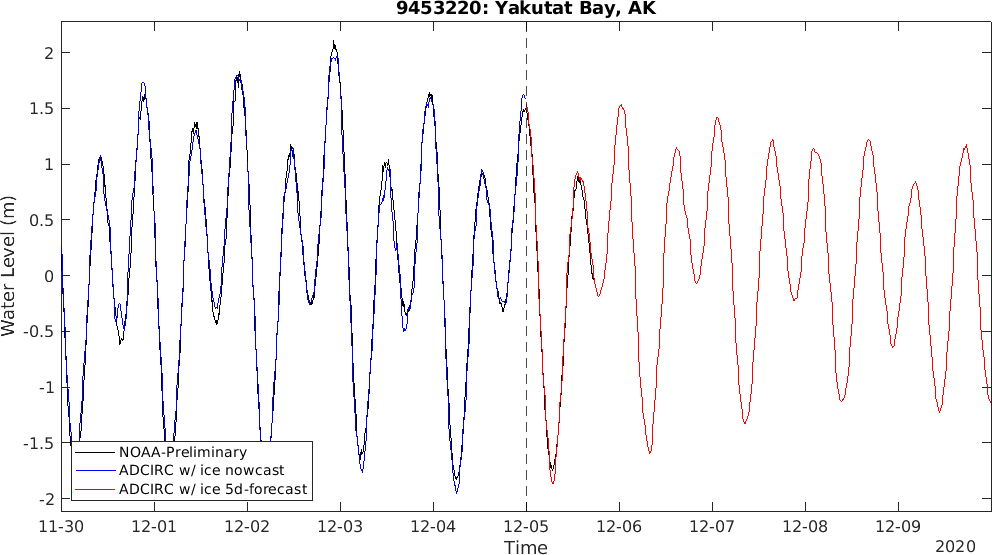 9453220: Yakutat Bay, AK
Water Level (m)
2
1.5
1
0.5
0
-0.5
-1
-1.5
-2
NOAA-Preliminary
ADCIRC w/ ice nowcast
ADCIRC w/ ice 5d-forecast
11-30 12-01 12-02 12-03 12-04 12-05 12-06 12-07 12-08 12-09
Time
2020